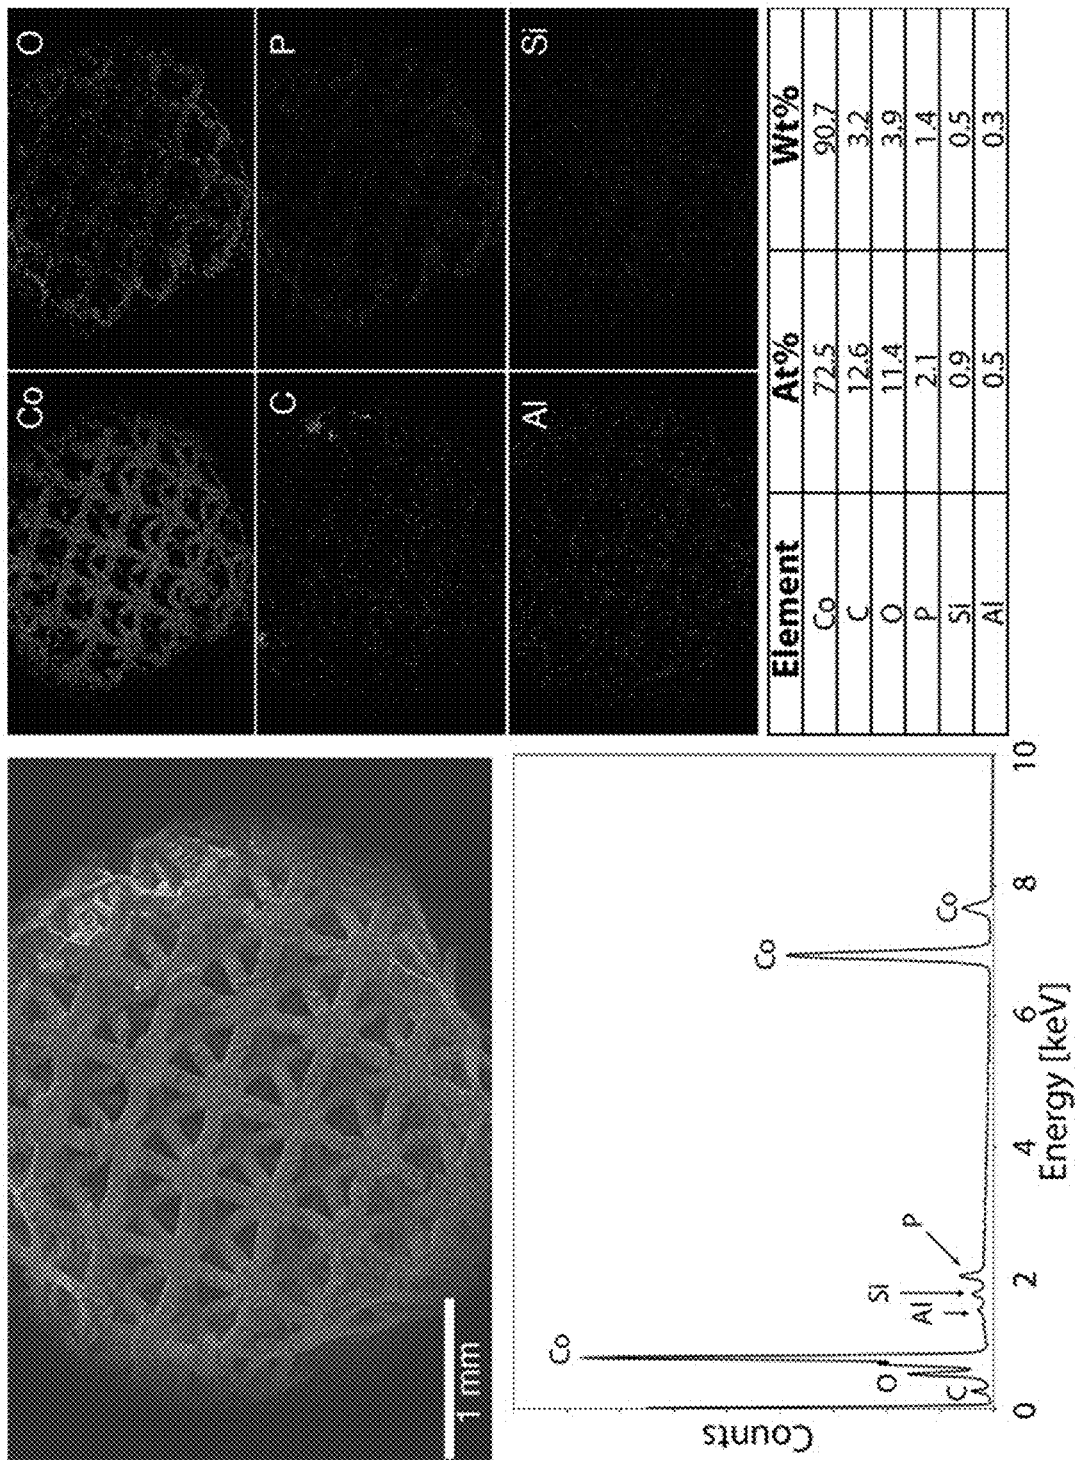 1 mm
Co
O
C
P
Al
Si
Counts
Co
O
C
Al
Si
P
Co
Co
0
2
4
6
8
10
Energy [keV]
Element At% Wt%
Co 72.5 90.7
C 12.6 3.2
O 11.4 3.9
P 2.1 1.4
Si 0.9 0.5
Al 0.5 0.3